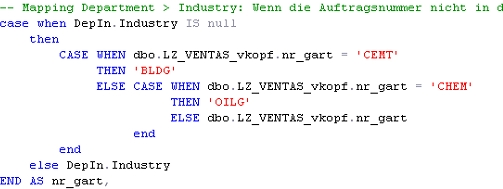 -- Mapping Department > Industry: Wenn die Auftragsnummer nicht in d
case when DepIn.Industry IS null
    then
        CASE WHEN dbo.LZ_VENTAS_vkopf.nr_gart = 'CEMT'
             THEN 'BLDG'
             ELSE CASE WHEN dbo.LZ_VENTAS_vkopf.nr_gart = 'CHEM'
                       THEN 'OILG'
                       ELSE dbo.LZ_VENTAS_vkopf.nr_gart
                  end
        end
    else DepIn.Industry
END AS nr_gart,